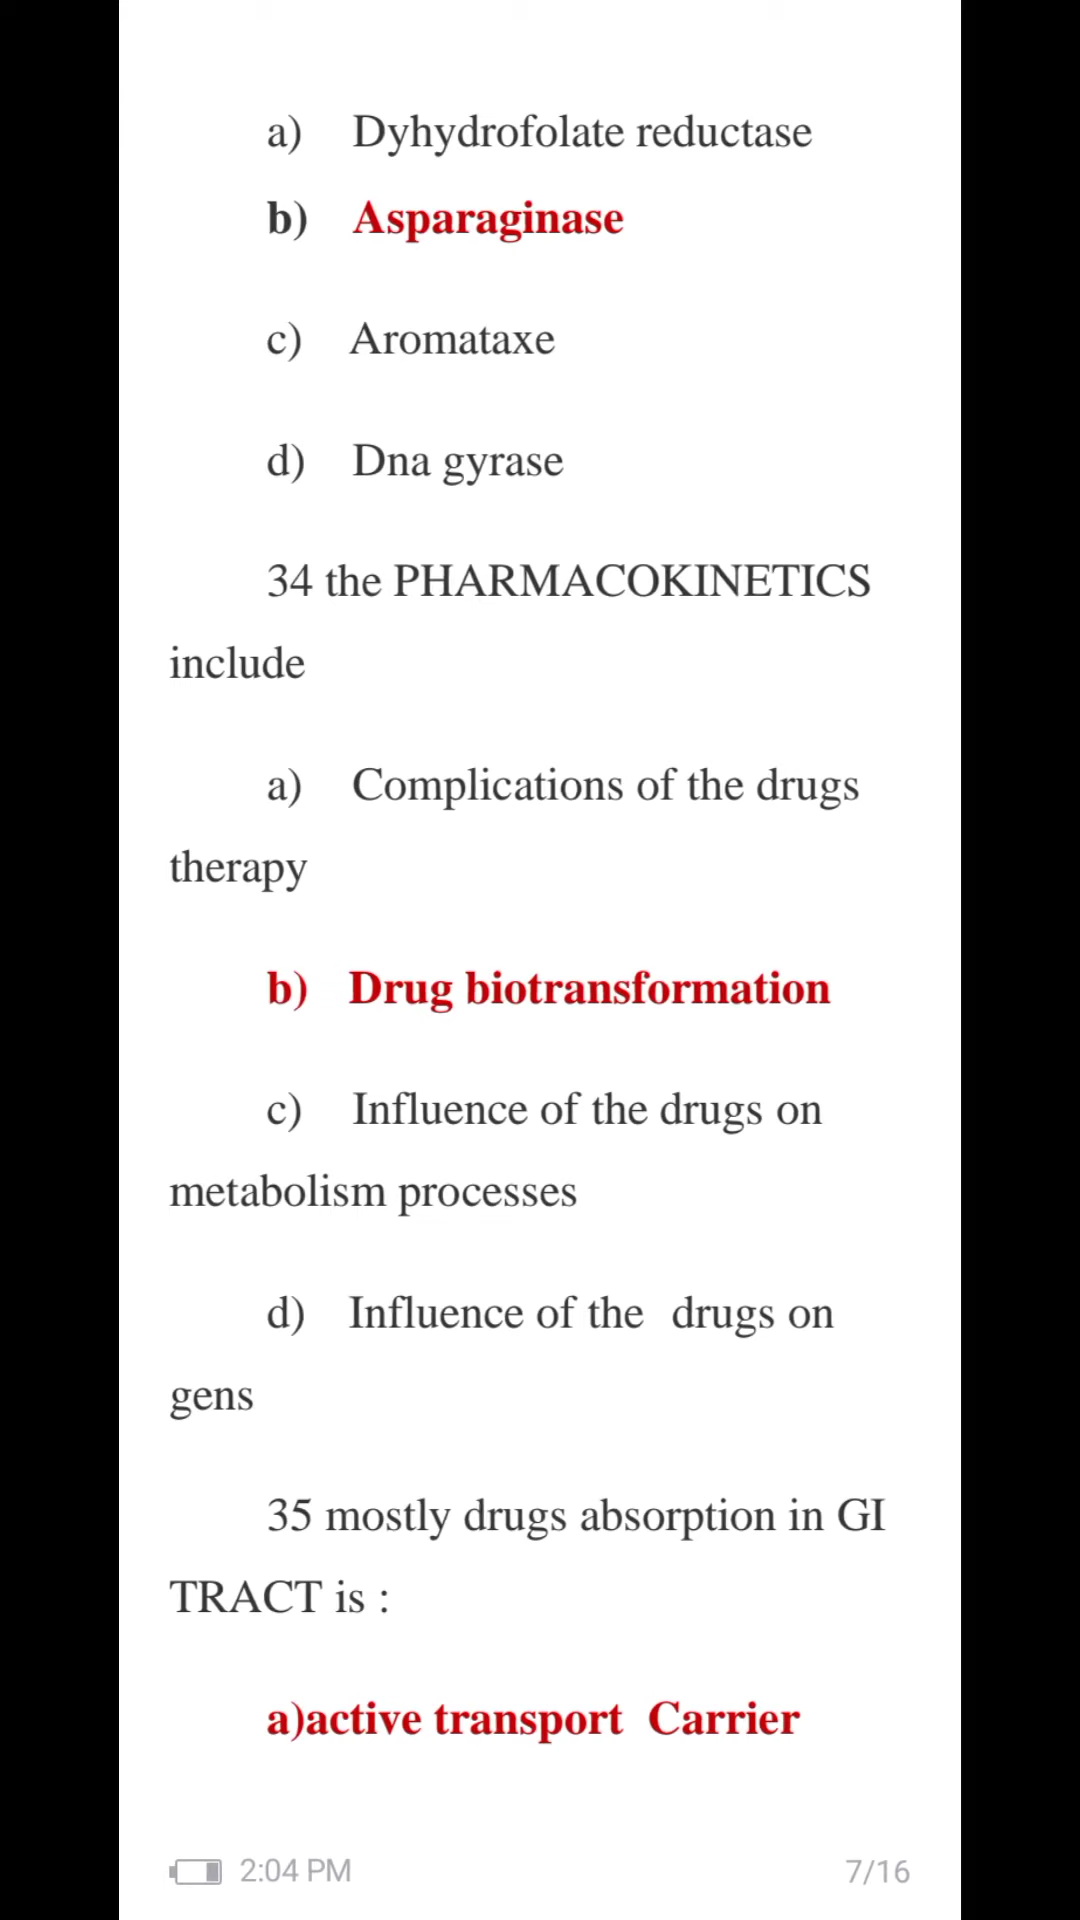 a) Dyhydrofolate reductase
b) Asparaginase
c) Aromataxe
d) Dna gyrase
34 the PHARMACOKINETICS
include
a) Complications of the drugs
therapy
b) Drug biotransformation
c) Influence of the drugs on
metabolism processes
d) Influence of the drugs on
gens
35 mostly drugs absorption in GI
TRACT is :
a)active transport Carrier
2:04 PM 7/16